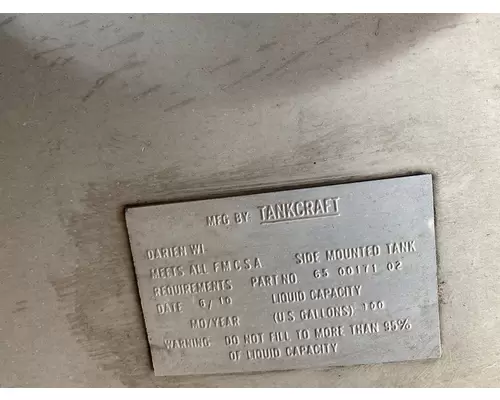 MFG BY TANKCRAFT
DARIEN WI
MEETS ALL F M C S A SIDE MOUNTED TANK
REQUIREMENTS PART NO 65 00171 02
DATE 6/10 LIQUID CAPACITY
MO/YEAR (U.S. GALLONS) 100
WARNING DO NOT FILL TO MORE THAN 95%
OF LIQUID CAPACITY